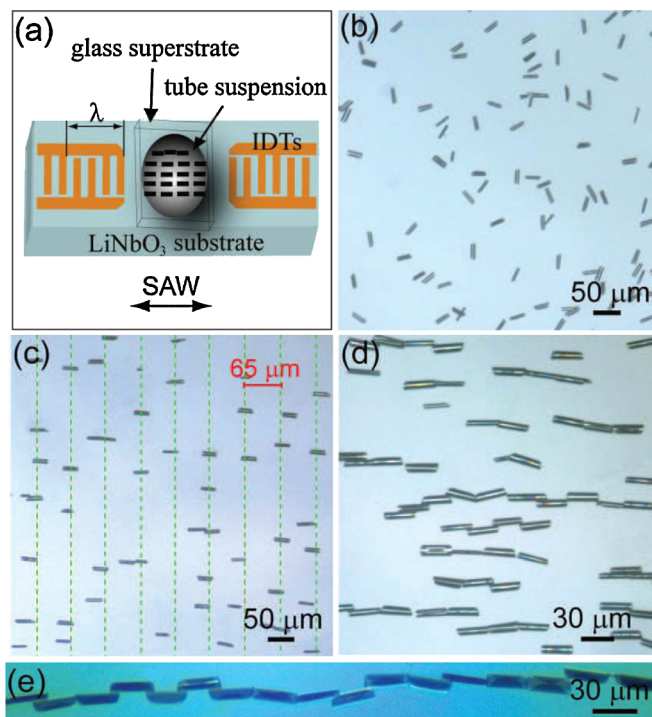 (a)
glass superstrate
tube suspension
λ
IDTs
LiNbO₃ substrate
SAW
(b)
50 μm
(c)
65 μm
50 μm
(d)
30 μm
(e)
30 μm